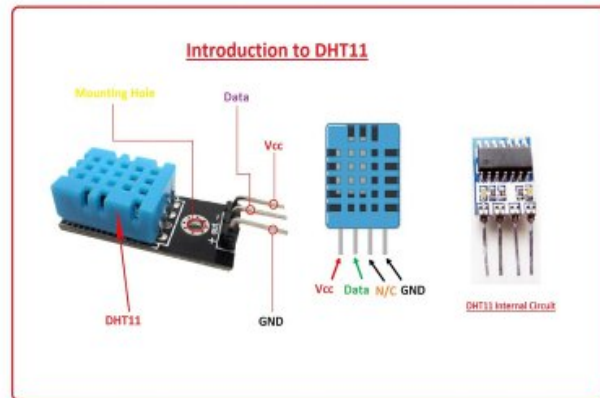 Introduction to DHT11
Mounting Hole
Data
Vcc
DHT11
GND
Vcc
Data
N/C
GND
DHT11 Internal Circuit